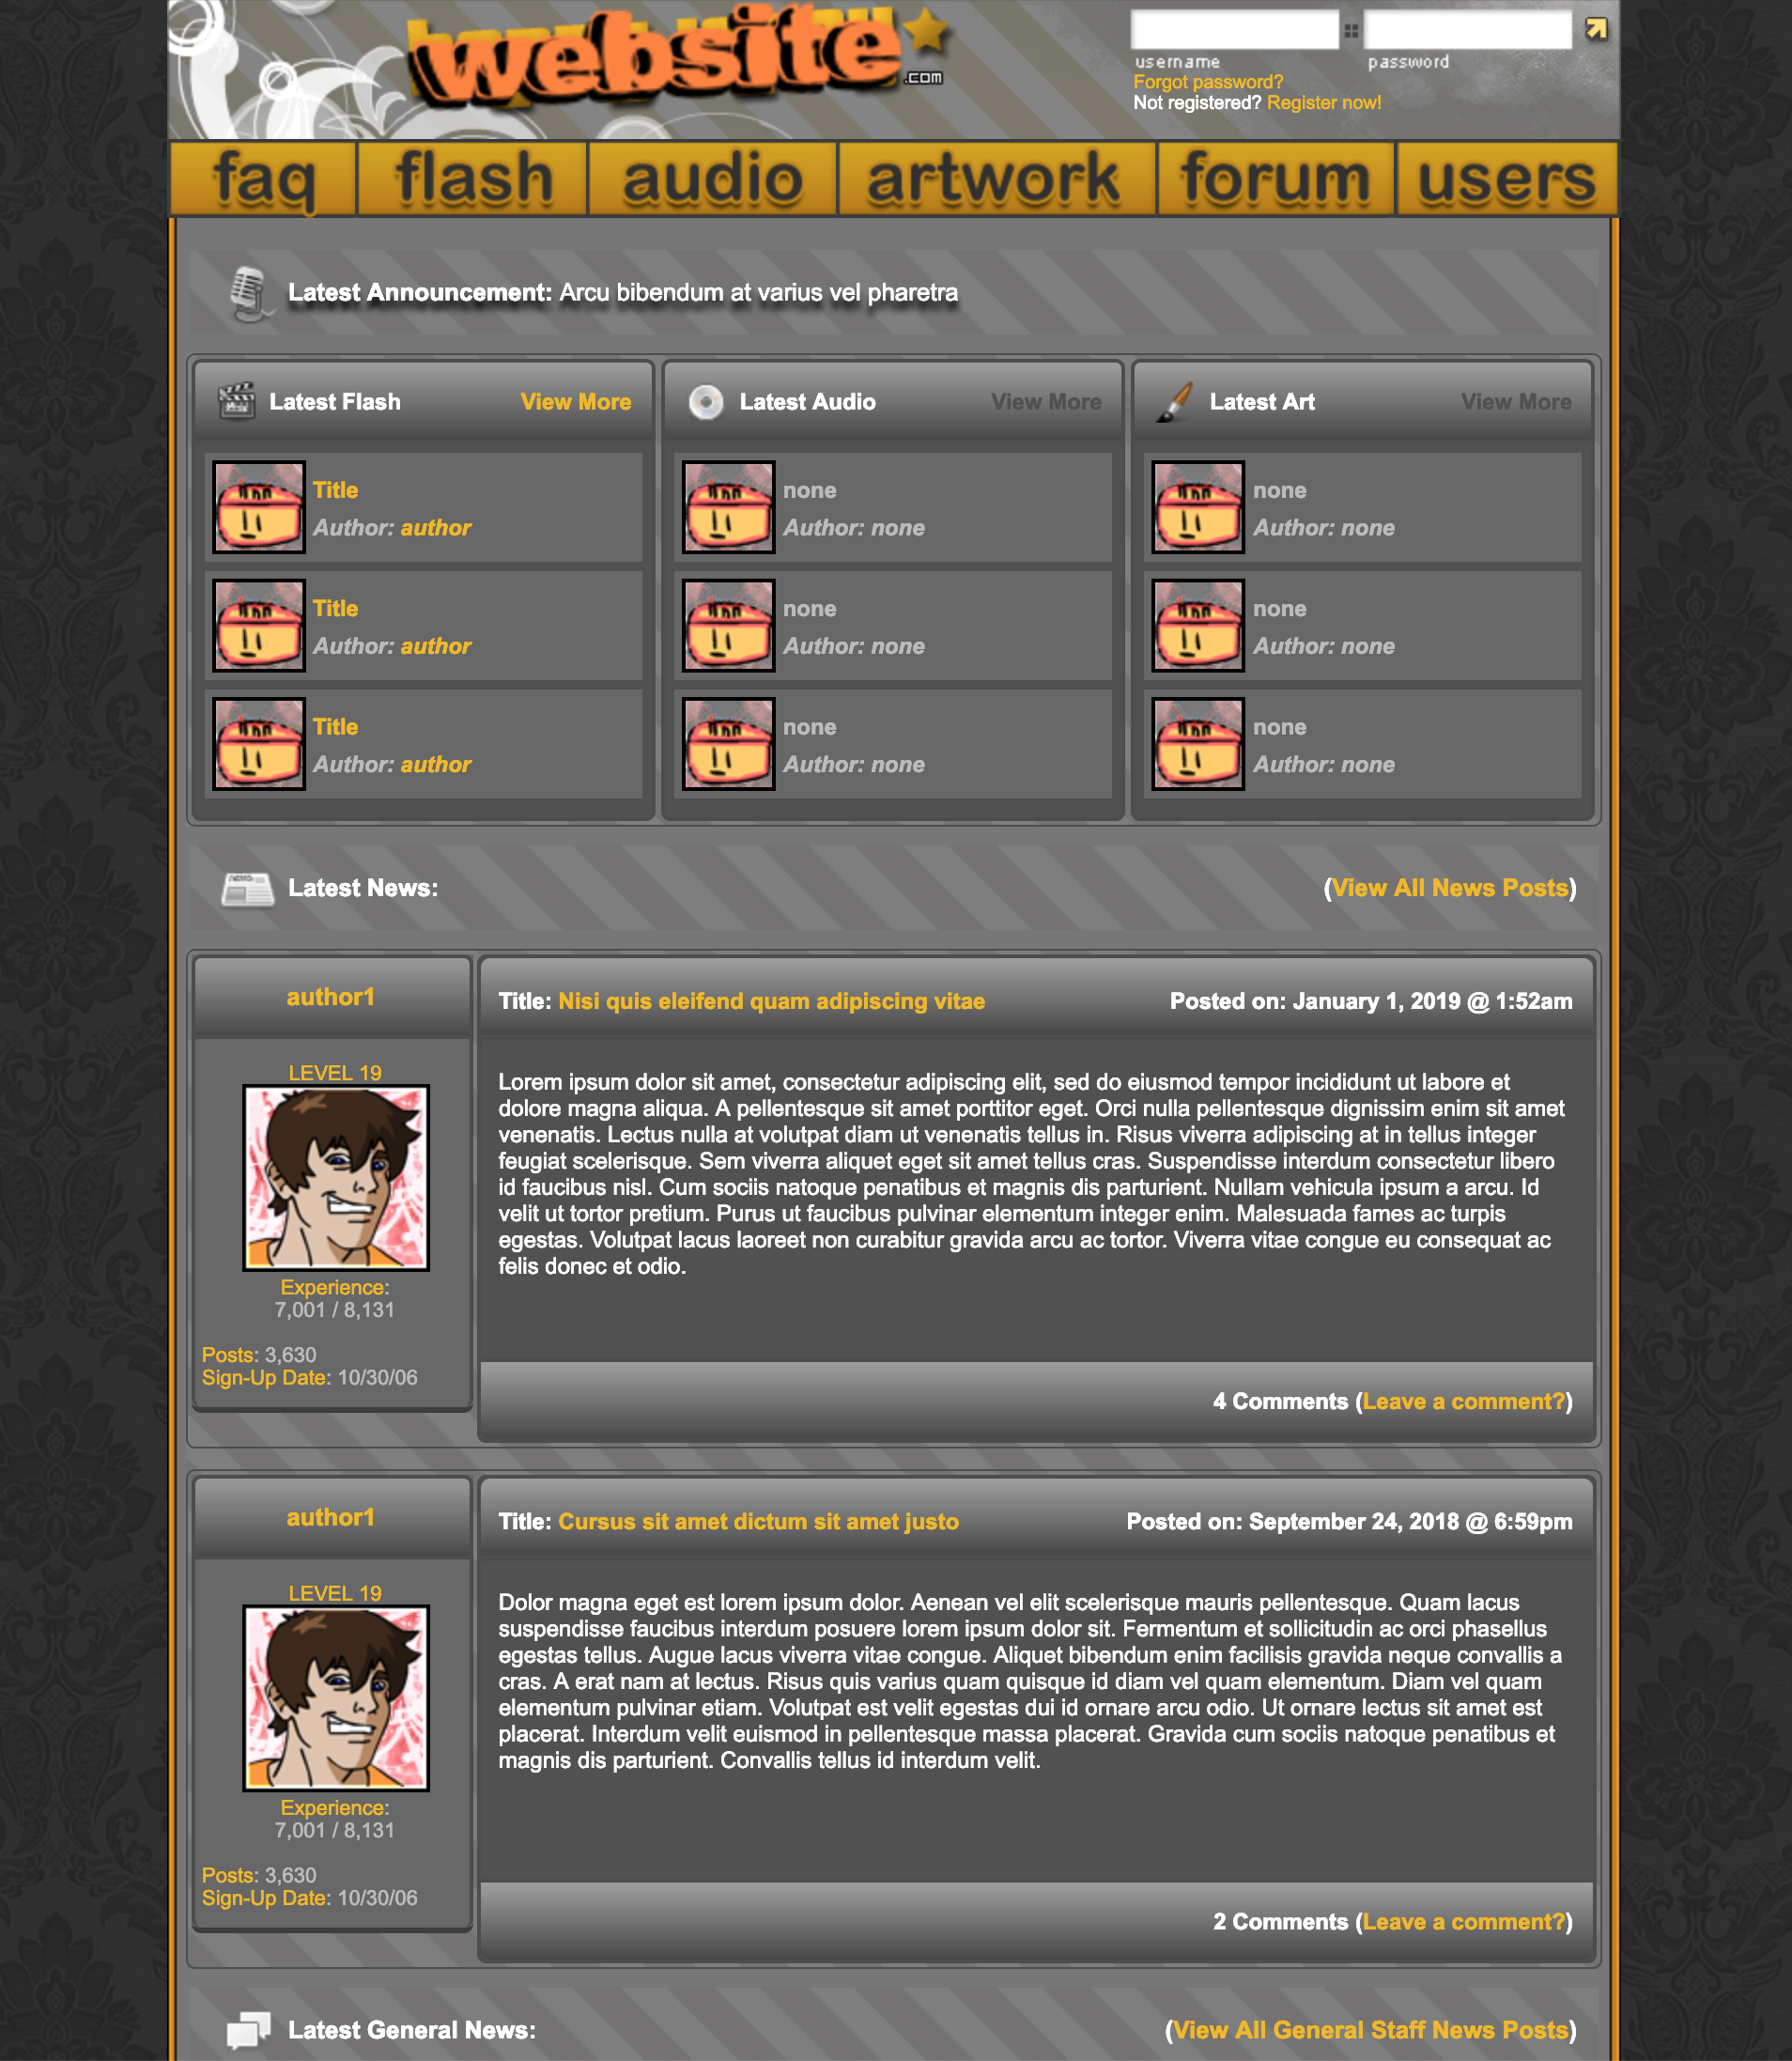 website
.com
username
password
Forgot password?
Not registered? Register now!
faq
flash
audio
artwork
forum
users
Latest Announcement: Arcu bibendum at varius vel pharetra
Latest Flash
View More
Title
Author: author
Title
Author: author
Title
Author: author
Latest Audio
View More
none
Author: none
none
Author: none
none
Author: none
Latest Art
View More
none
Author: none
none
Author: none
none
Author: none
NEWS
Latest News:
(View All News Posts)
author1
LEVEL 19
Experience:
7,001 / 8,131
Posts: 3,630
Sign-Up Date: 10/30/06
Title: Nisi quis eleifend quam adipiscing vitae
Posted on: January 1, 2019 @ 1:52am
Lorem ipsum dolor sit amet, consectetur adipiscing elit, sed do eiusmod tempor incididunt ut labore et
dolore magna aliqua. A pellentesque sit amet porttitor eget. Orci nulla pellentesque dignissim enim sit amet
venenatis. Lectus nulla at volutpat diam ut venenatis tellus in. Risus viverra adipiscing at in tellus integer
feugiat scelerisque. Sem viverra aliquet eget sit amet tellus cras. Suspendisse interdum consectetur libero
id faucibus nisl. Cum sociis natoque penatibus et magnis dis parturient. Nullam vehicula ipsum a arcu. Id
velit ut tortor pretium. Purus ut faucibus pulvinar elementum integer enim. Malesuada fames ac turpis
egestas. Volutpat lacus laoreet non curabitur gravida arcu ac tortor. Viverra vitae congue eu consequat ac
felis donec et odio.
4 Comments (Leave a comment?)
author1
LEVEL 19
Experience:
7,001 / 8,131
Posts: 3,630
Sign-Up Date: 10/30/06
Title: Cursus sit amet dictum sit amet justo
Posted on: September 24, 2018 @ 6:59pm
Dolor magna eget est lorem ipsum dolor. Aenean vel elit scelerisque mauris pellentesque. Quam lacus
suspendisse faucibus interdum posuere lorem ipsum dolor sit. Fermentum et sollicitudin ac orci phasellus
egestas tellus. Augue lacus viverra vitae congue. Aliquet bibendum enim facilisis gravida neque convallis a
cras. A erat nam at lectus. Risus quis varius quam quisque id diam vel quam elementum. Diam vel quam
elementum pulvinar etiam. Volutpat est velit egestas dui id ornare arcu odio. Ut ornare lectus sit amet est
placerat. Interdum velit euismod in pellentesque massa placerat. Gravida cum sociis natoque penatibus et
magnis dis parturient. Convallis tellus id interdum velit.
2 Comments (Leave a comment?)
Latest General News:
(View All General Staff News Posts)